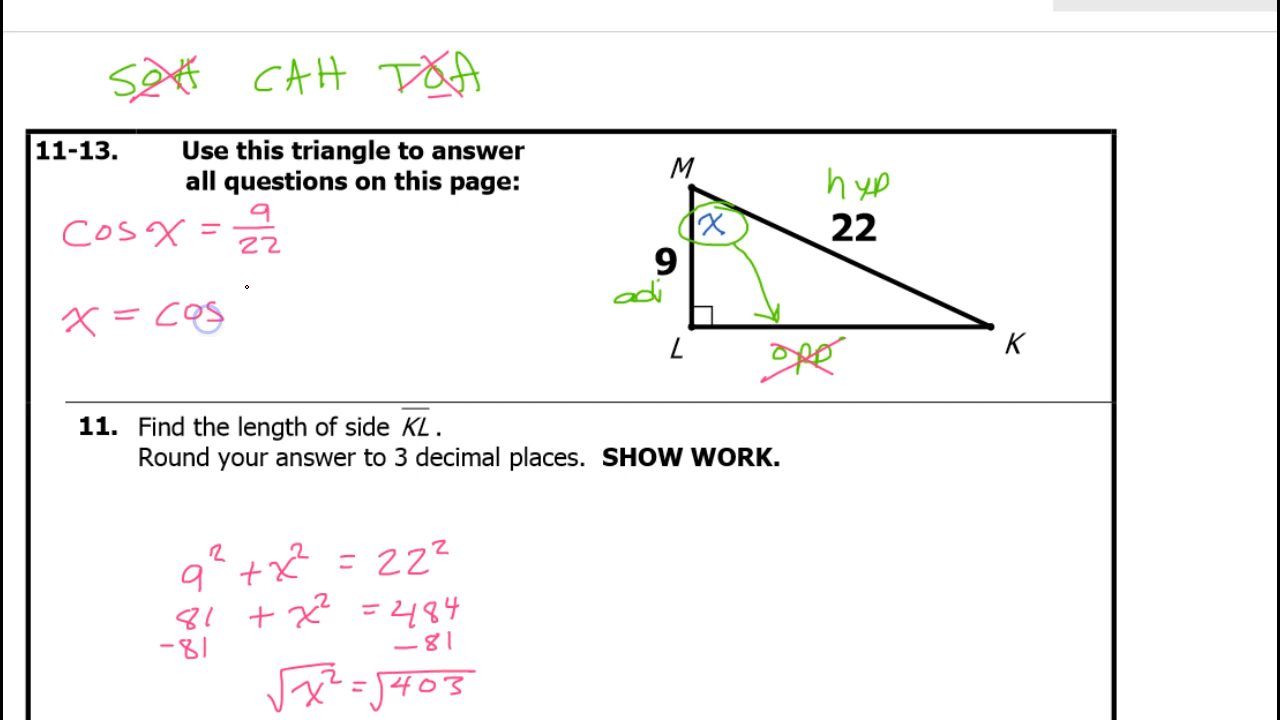 SOH CAH TOA
11-13. Use this triangle to answer
all questions on this page:
cos x = 9/22
x = cos
M
hyp
22
x
9
adj
L
opp
K
11. Find the length of side KL.
Round your answer to 3 decimal places. SHOW WORK.
9² + x² = 22²
81 + x² = 484
-81 -81
√x² = √403